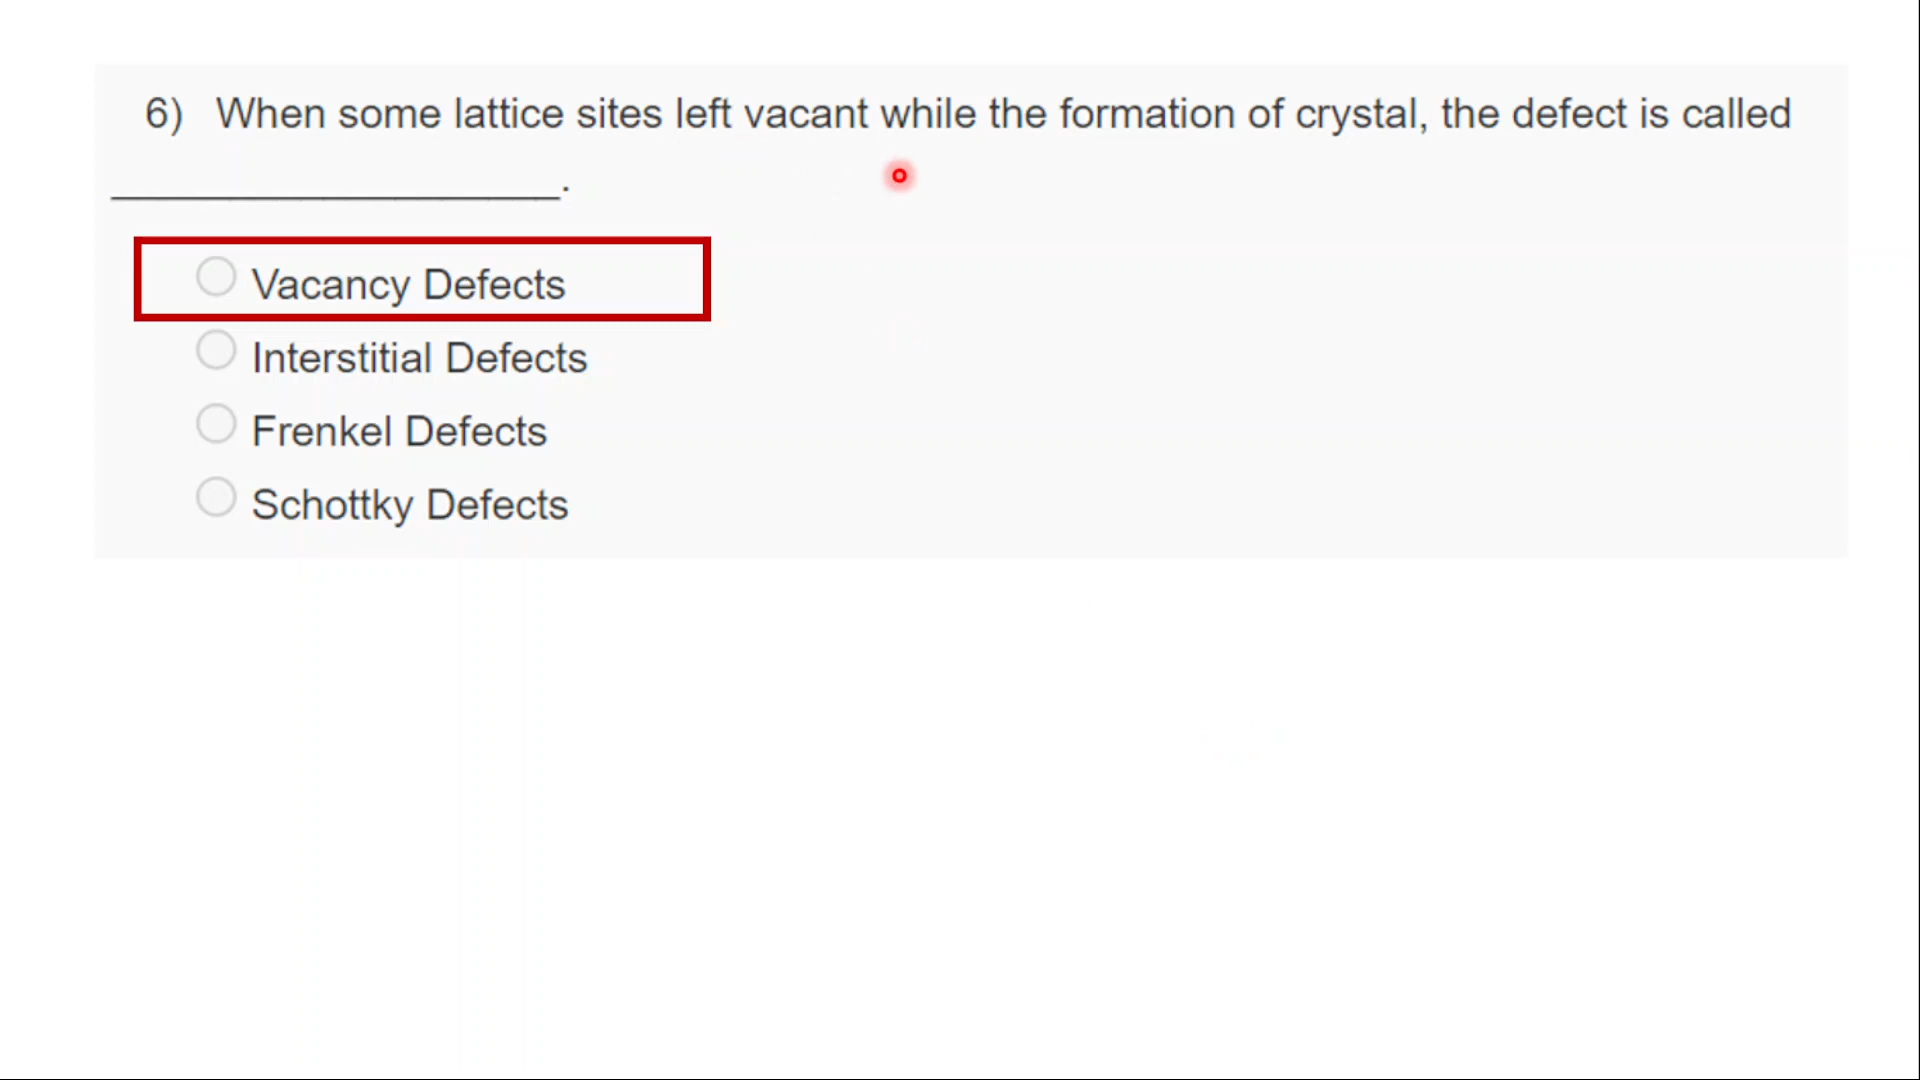 6) When some lattice sites left vacant while the formation of crystal, the defect is called
___________________.
Vacancy Defects
Interstitial Defects
Frenkel Defects
Schottky Defects